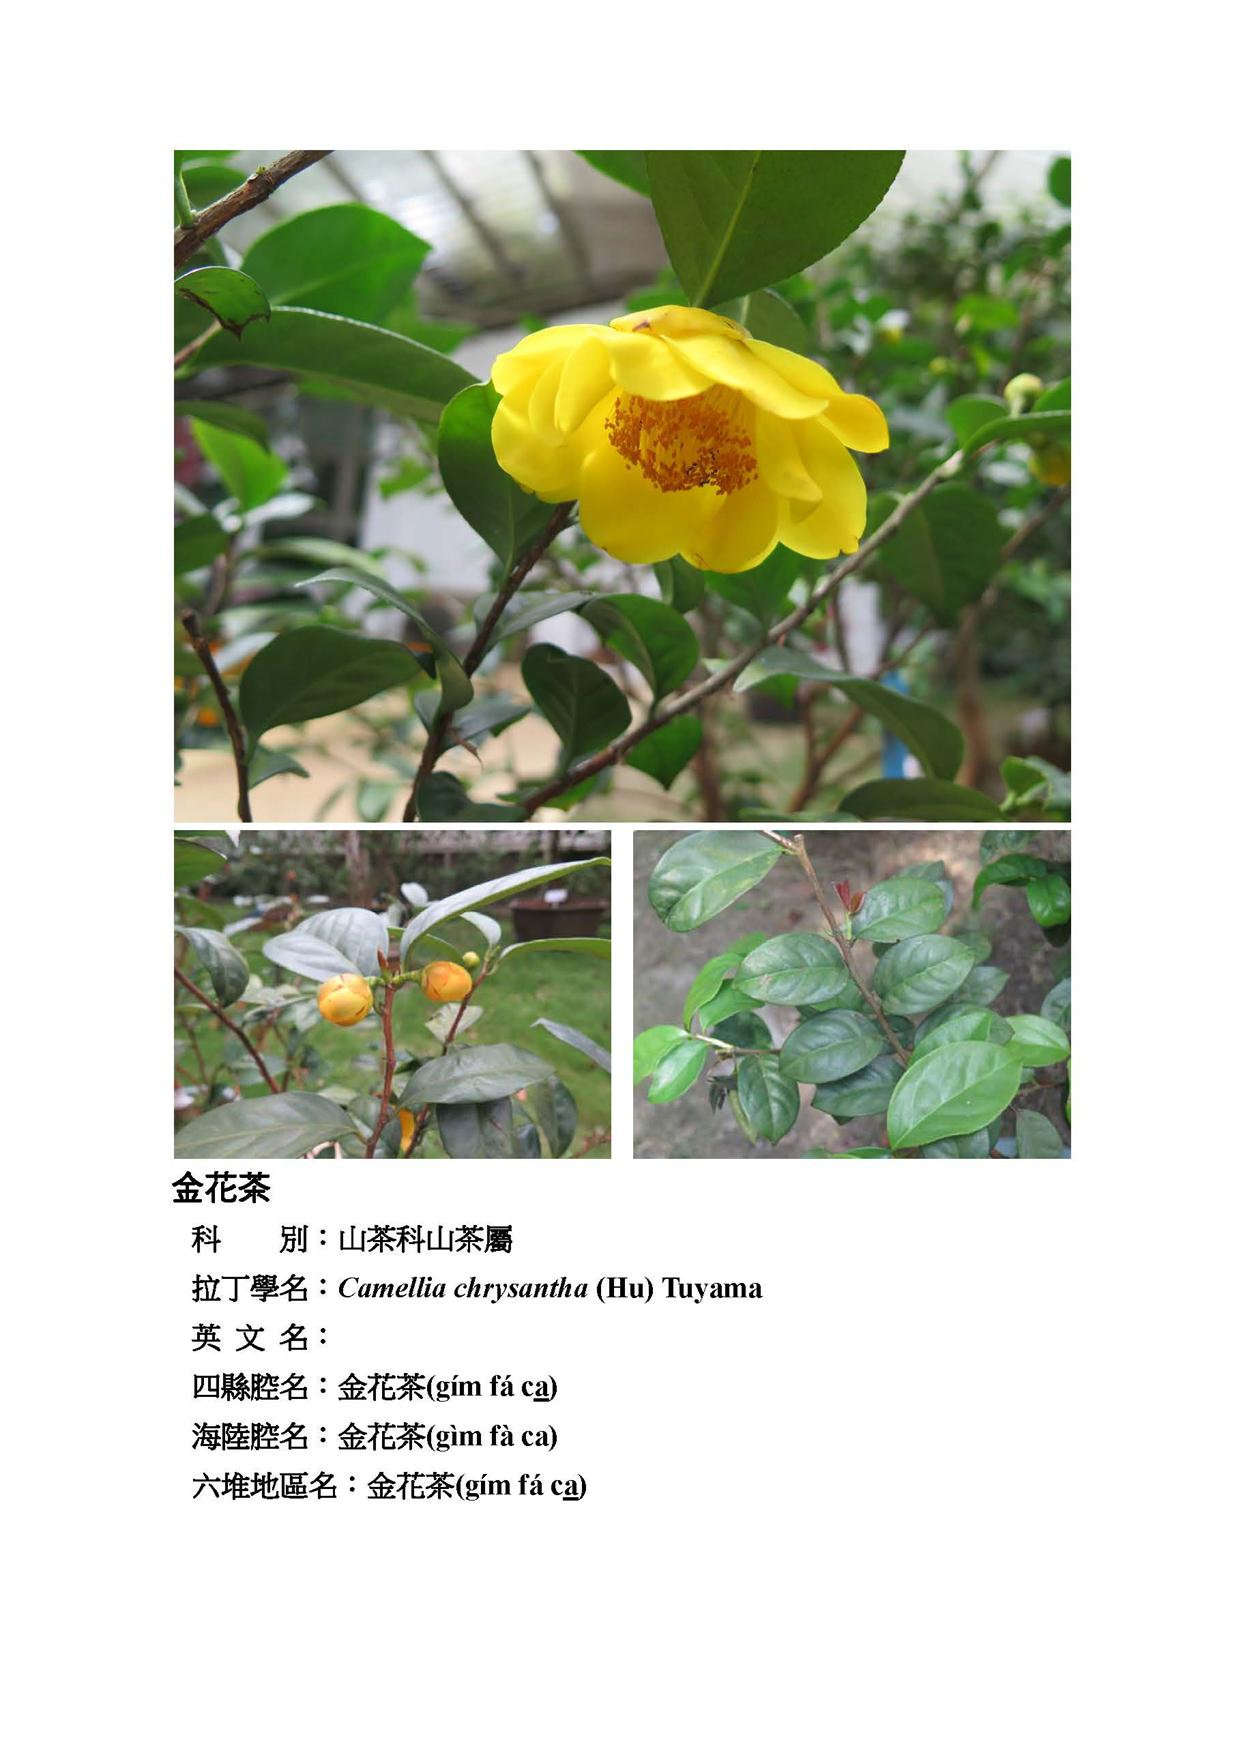 金花茶
科　　別：山茶科山茶屬
拉丁學名：Camellia chrysantha (Hu) Tuyama
英 文 名：
四縣腔名：金花茶(gím fá ca̲)
海陸腔名：金花茶(gìm fà ca)
六堆地區名：金花茶(gím fá ca̲)